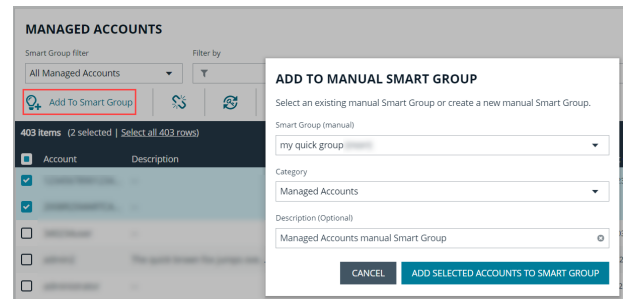 MANAGED ACCOUNTS
Smart Group filter
Filter by
All Managed Accounts
Add To Smart Group
403 items (2 selected | Select all 403 rows)
Account Description
ADD TO MANUAL SMART GROUP
Select an existing manual Smart Group or create a new manual Smart Group.
Smart Group (manual)
my quick group
Category
Managed Accounts
Description (Optional)
Managed Accounts manual Smart Group
CANCEL
ADD SELECTED ACCOUNTS TO SMART GROUP